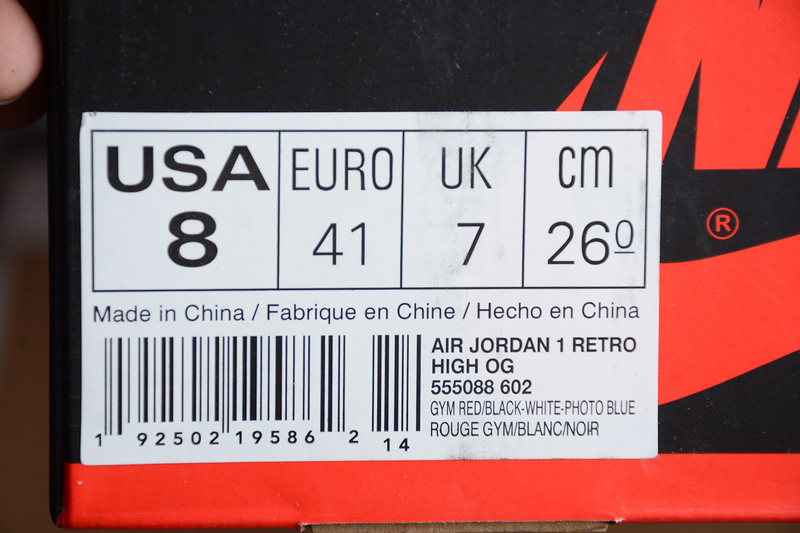 ®
USA EURO UK cm
8 41 7 26 0
Made in China / Fabrique en Chine / Hecho en China
AIR JORDAN 1 RETRO
HIGH OG
555088 602
GYM RED/BLACK-WHITE-PHOTO BLUE
ROUGE GYM/BLANC/NOIR
1 92502 19586 2 14